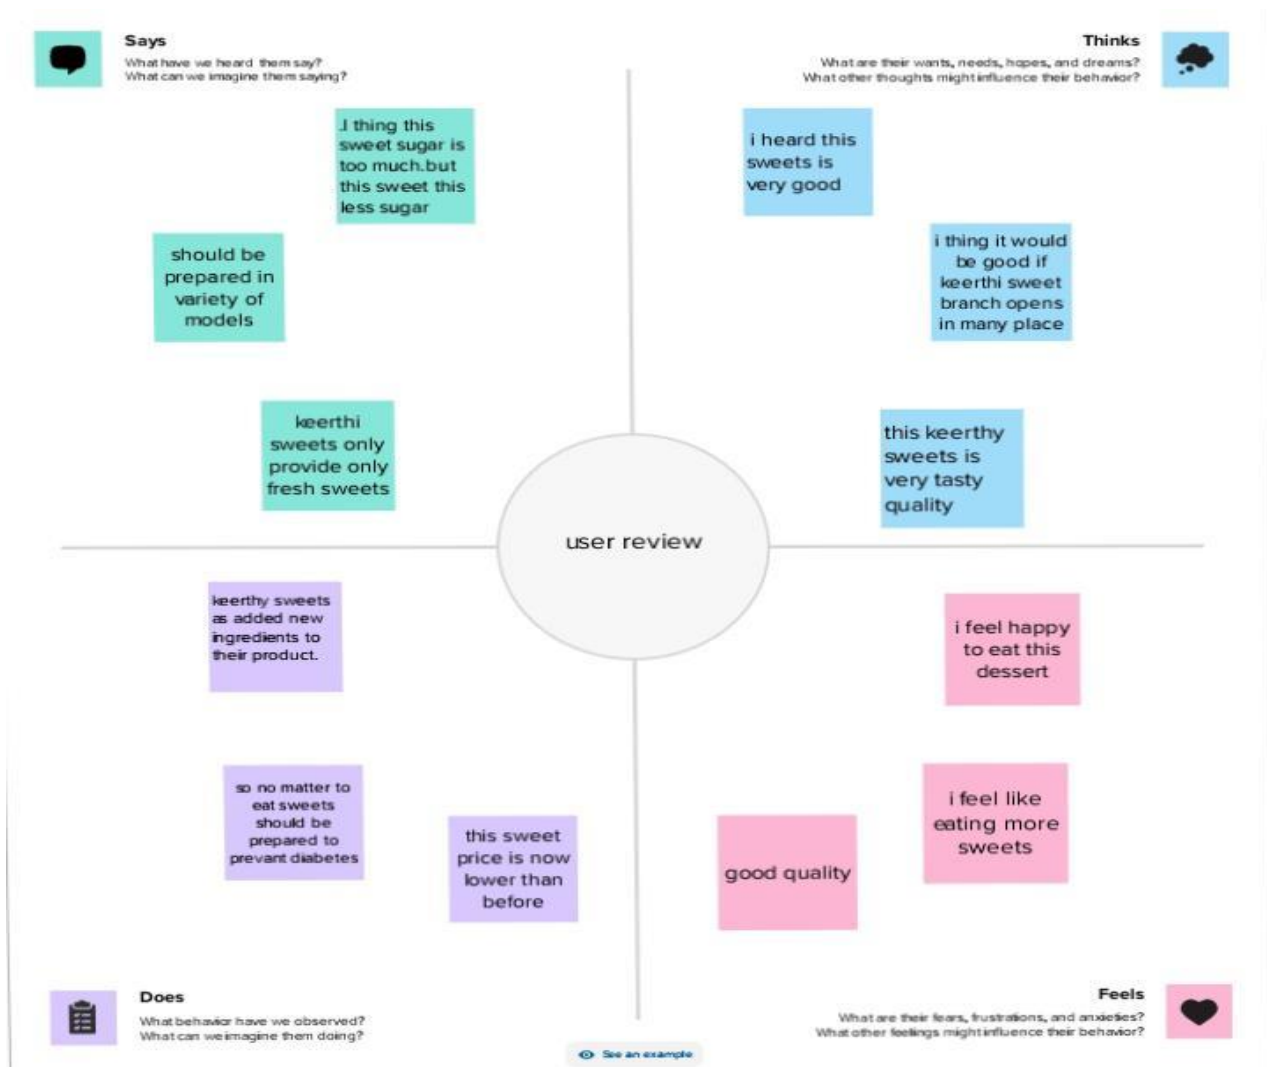 Says
What have we heard them say?
What can we imagine them saying?
.I thing this
sweet sugar is
too much.but
this sweet this
less sugar
should be
prepared in
variety of
models
keerthi
sweets only
provide only
fresh sweets
Thinks
What are their wants, needs, hopes, and dreams?
What other thoughts might influence their behavior?
i heard this
sweets is
very good
i thing it would
be good if
keerthi sweet
branch opens
in many place
this keerthy
sweets is
very tasty
quality
user review
keerthy sweets
as added new
ingredients to
their product.
so no matter to
eat sweets
should be
prepared to
prevant diabetes
this sweet
price is now
lower than
before
Does
What behavior have we observed?
What can we imagine them doing?
i feel happy
to eat this
dessert
i feel like
eating more
sweets
good quality
Feels
What are their fears, frustrations, and anxieties?
What other feelings might influence their behavior?
See an example